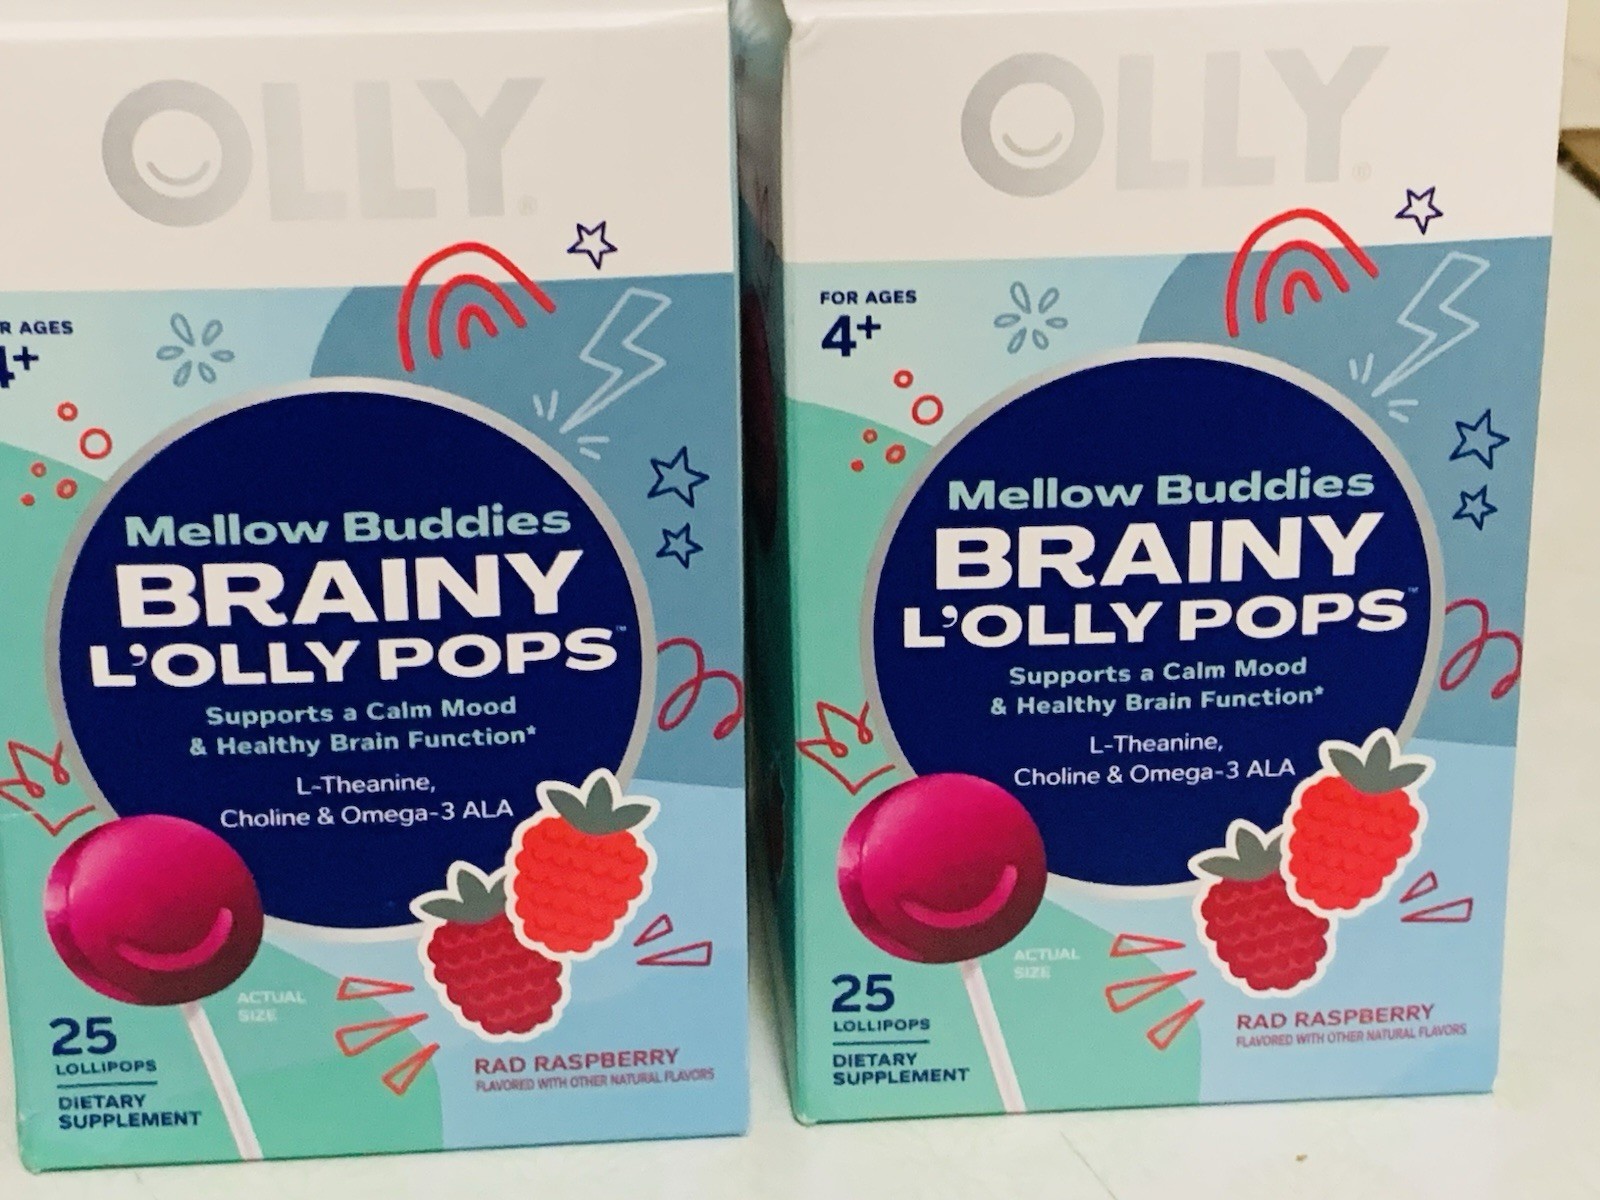 OLLY®
R AGES
4+
Mellow Buddies
BRAINY
L'OLLY POPS™
Supports a Calm Mood
& Healthy Brain Function*
L-Theanine,
Choline & Omega-3 ALA
ACTUAL
SIZE
25
LOLLIPOPS
DIETARY
SUPPLEMENT
RAD RASPBERRY
FLAVORED WITH OTHER NATURAL FLAVORS
OLLY®
FOR AGES
4+
Mellow Buddies
BRAINY
L'OLLY POPS™
Supports a Calm Mood
& Healthy Brain Function*
L-Theanine,
Choline & Omega-3 ALA
ACTUAL
SIZE
25
LOLLIPOPS
DIETARY
SUPPLEMENT
RAD RASPBERRY
FLAVORED WITH OTHER NATURAL FLAVORS